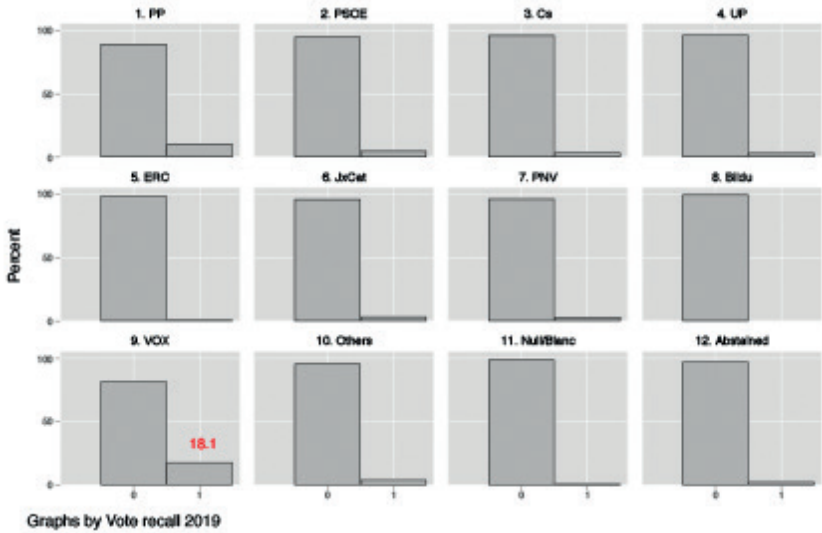 1. PP
2. PSOE
3. Cs
4. UP
100
50
0
5. ERC
6. JxCat
7. PNV
8. Bildu
100
50
0
Percent
9. VOX
10. Others
11. Null/Blanc
12. Abstained
100
50
0
18.1
0 1 0 1 0 1 0 1
Graphs by Vote recall 2019